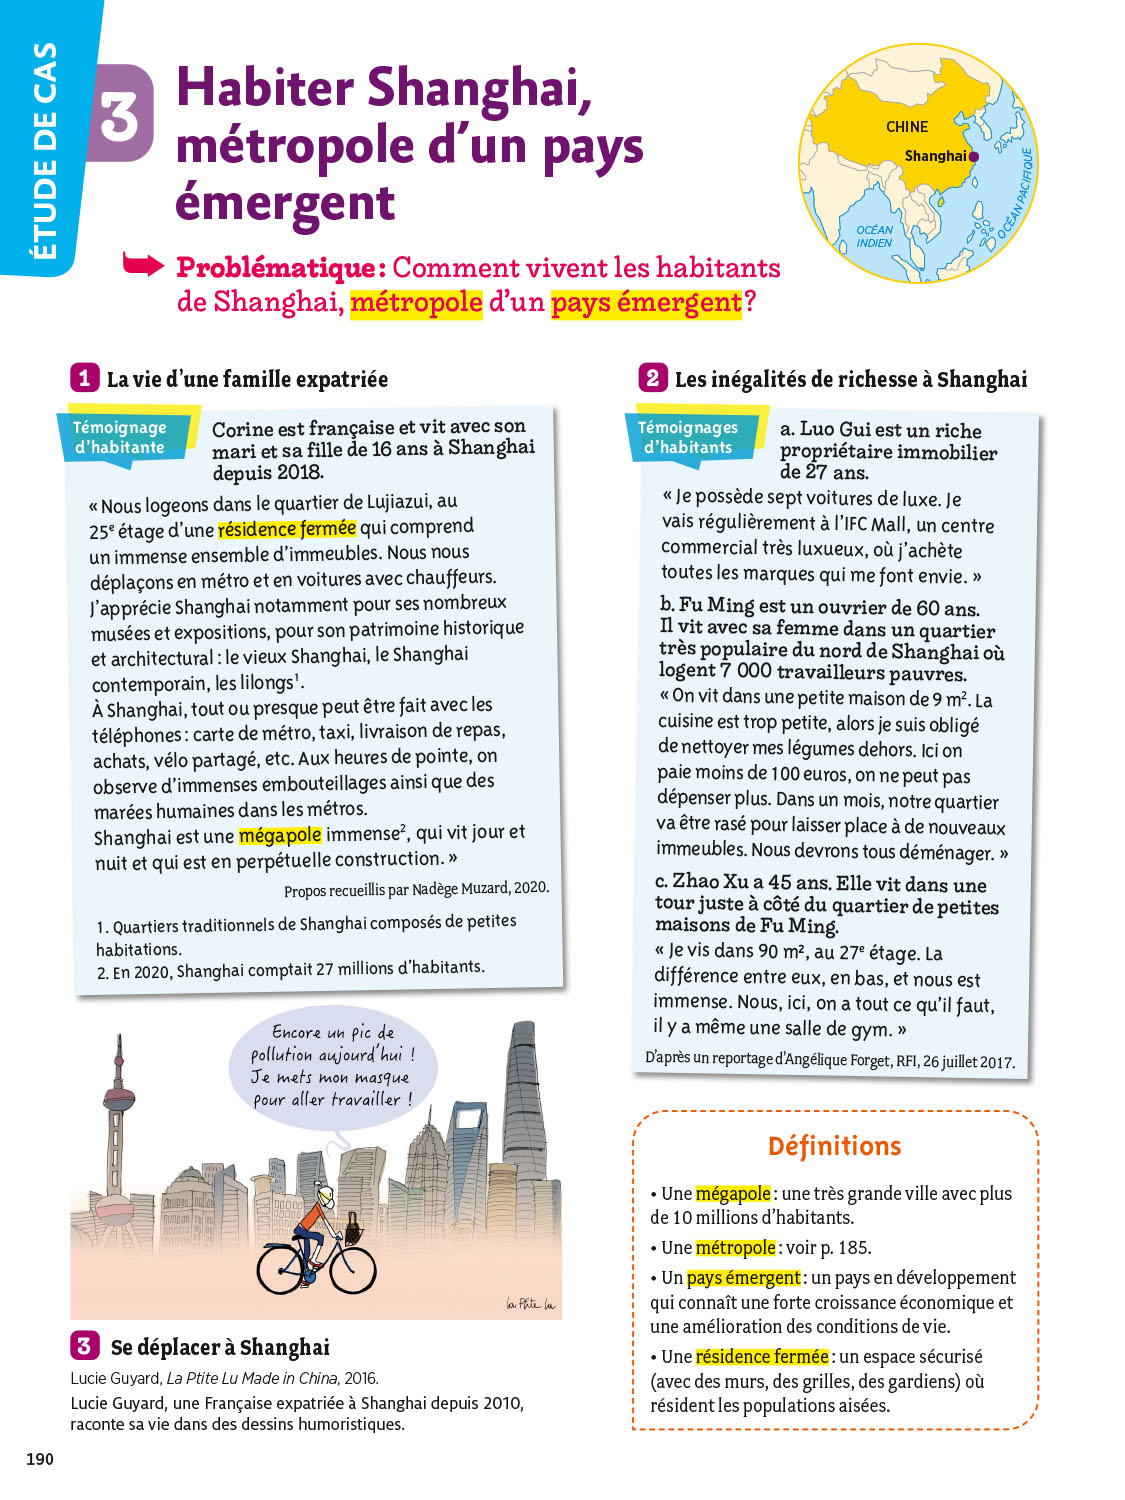 ÉTUDE DE CAS
3
Habiter Shanghai,
métropole d'un pays
émergent
Problématique : Comment vivent les habitants
de Shanghai, métropole d'un pays émergent ?
CHINE
Shanghai
OCÉAN PACIFIQUE
OCÉAN
INDIEN
1 La vie d'une famille expatriée
Témoignage
d'habitante
Corine est française et vit avec son
mari et sa fille de 16 ans à Shanghai
depuis 2018.
« Nous logeons dans le quartier de Lujiazui, au
25e étage d'une résidence fermée qui comprend
un immense ensemble d'immeubles. Nous nous
déplaçons en métro et en voitures avec chauffeurs.
J'apprécie Shanghai notamment pour ses nombreux
musées et expositions, pour son patrimoine historique
et architectural : le vieux Shanghai, le Shanghai
contemporain, les lilongs1.
À Shanghai, tout ou presque peut être fait avec les
téléphones : carte de métro, taxi, livraison de repas,
achats, vélo partagé, etc. Aux heures de pointe, on
observe d'immenses embouteillages ainsi que des
marées humaines dans les métros.
Shanghai est une mégapole immense2, qui vit jour et
nuit et qui est en perpétuelle construction. »
Propos recueillis par Nadège Muzard, 2020.
1. Quartiers traditionnels de Shanghai composés de petites
habitations.
2. En 2020, Shanghai comptait 27 millions d'habitants.
2 Les inégalités de richesse à Shanghai
Témoignages
d'habitants
a. Luo Gui est un riche
propriétaire immobilier
de 27 ans.
« Je possède sept voitures de luxe. Je
vais régulièrement à l'IFC Mall, un centre
commercial très luxueux, où j'achète
toutes les marques qui me font envie. »
b. Fu Ming est un ouvrier de 60 ans.
Il vit avec sa femme dans un quartier
très populaire du nord de Shanghai où
logent 7 000 travailleurs pauvres.
« On vit dans une petite maison de 9 m². La
cuisine est trop petite, alors je suis obligé
de nettoyer mes légumes dehors. Ici on
paie moins de 100 euros, on ne peut pas
dépenser plus. Dans un mois, notre quartier
va être rasé pour laisser place à de nouveaux
immeubles. Nous devrons tous déménager. »
c. Zhao Xu a 45 ans. Elle vit dans une
tour juste à côté du quartier de petites
maisons de Fu Ming.
« Je vis dans 90 m², au 27e étage. La
différence entre eux, en bas, et nous est
immense. Nous, ici, on a tout ce qu'il faut,
il y a même une salle de gym. »
D'après un reportage d'Angélique Forget, RFI, 26 juillet 2017.
Encore un pic de
pollution aujourd'hui !
Je mets mon masque
pour aller travailler !
La Ptite Lu
3 Se déplacer à Shanghai
Lucie Guyard, La Ptite Lu Made in China, 2016.
Lucie Guyard, une Française expatriée à Shanghai depuis 2010,
raconte sa vie dans des dessins humoristiques.
Définitions
• Une mégapole : une très grande ville avec plus
de 10 millions d'habitants.
• Une métropole : voir p. 185.
• Un pays émergent : un pays en développement
qui connaît une forte croissance économique et
une amélioration des conditions de vie.
• Une résidence fermée : un espace sécurisé
(avec des murs, des grilles, des gardiens) où
résident les populations aisées.
190